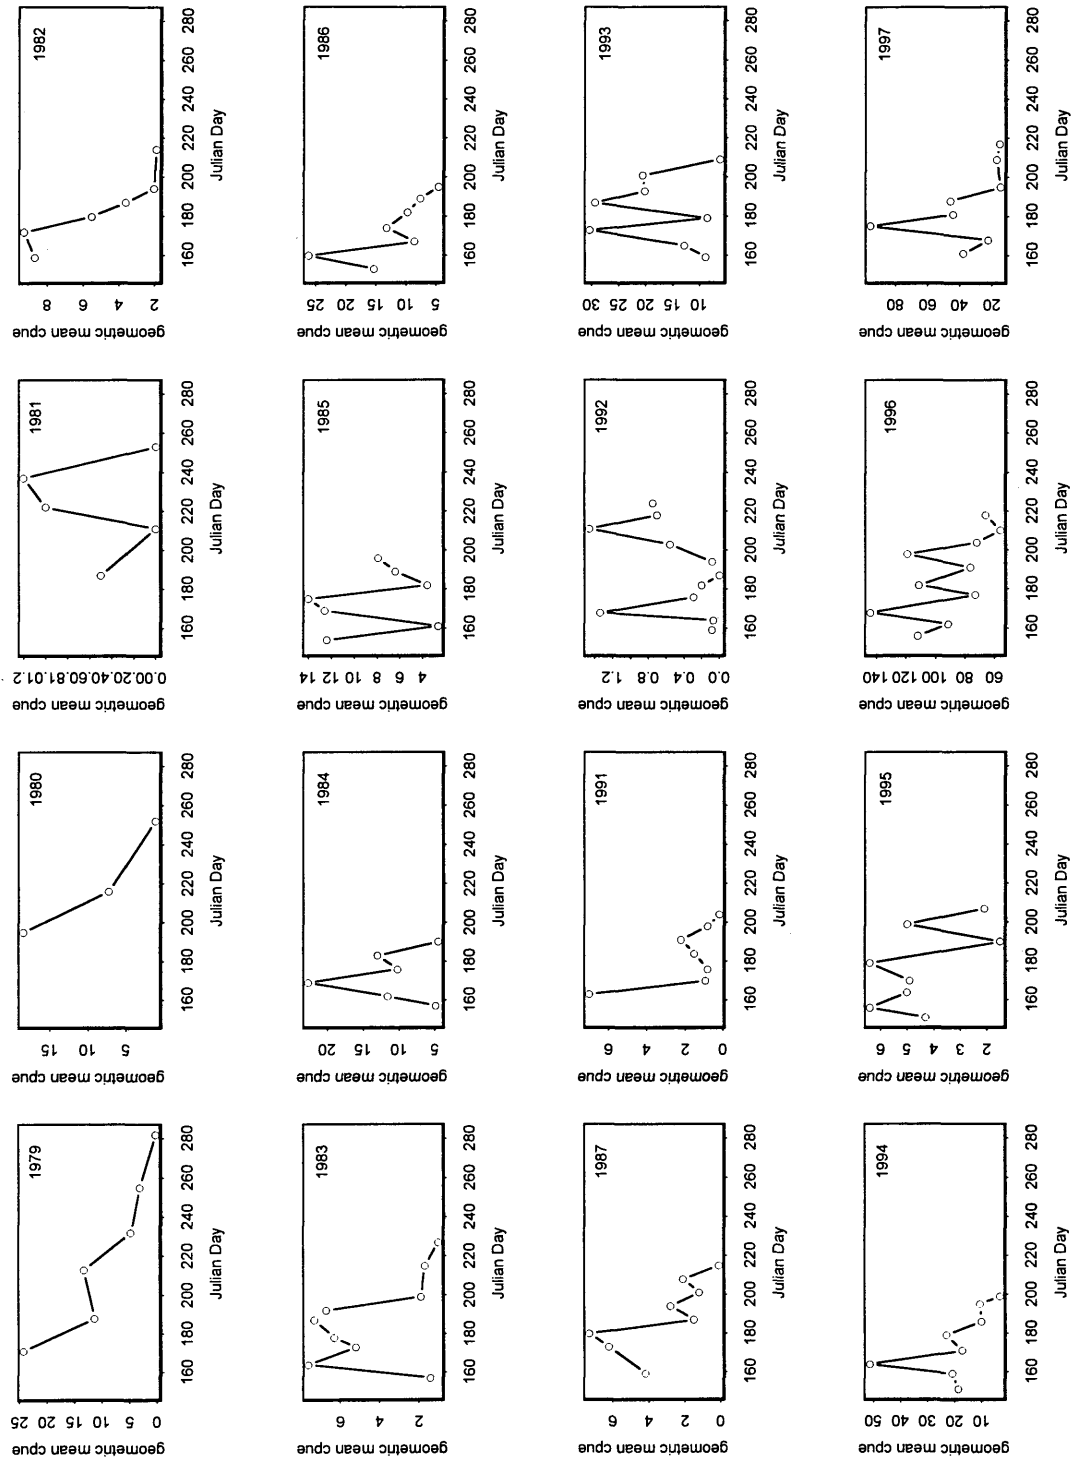 geometric mean cpue
0 5 10 15 20 25
1979
160 180 200 220 240 260 280
Julian Day
geometric mean cpue
5 10 15
1980
160 180 200 220 240 260 280
Julian Day
geometric mean cpue
0.00.20.40.60.81.01.2
1981
160 180 200 220 240 260 280
Julian Day
geometric mean cpue
2 4 6 8
1982
160 180 200 220 240 260 280
Julian Day
geometric mean cpue
2 4 6
1983
160 180 200 220 240 260 280
Julian Day
geometric mean cpue
5 10 15 20
1984
160 180 200 220 240 260 280
Julian Day
geometric mean cpue
4 6 8 10 12 14
1985
160 180 200 220 240 260 280
Julian Day
geometric mean cpue
5 10 15 20 25
1986
160 180 200 220 240 260 280
Julian Day
geometric mean cpue
0 2 4 6
1987
160 180 200 220 240 260 280
Julian Day
geometric mean cpue
0 2 4 6
1991
160 180 200 220 240 260 280
Julian Day
geometric mean cpue
0.0 0.4 0.8 1.2
1992
160 180 200 220 240 260 280
Julian Day
geometric mean cpue
10 15 20 25 30
1993
160 180 200 220 240 260 280
Julian Day
geometric mean cpue
10 20 30 40 50
1994
160 180 200 220 240 260 280
Julian Day
geometric mean cpue
2 3 4 5 6
1995
160 180 200 220 240 260 280
Julian Day
geometric mean cpue
60 80 100 120 140
1996
160 180 200 220 240 260 280
Julian Day
geometric mean cpue
20 40 60 80
1997
160 180 200 220 240 260 280
Julian Day